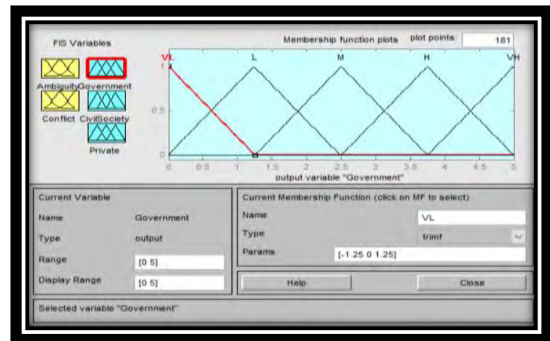 FIS Variables
Membership function plots
plot points:
181
VL
L
M
H
VH
1
0.5
0
Ambiguity
Government
Conflict
CivilSociety
Private
0
0.5
1
1.5
2
2.5
3
3.5
4
4.5
5
output variable "Government"
Current Variable
Name
Government
Type
output
Range
[0 5]
Display Range
[0 5]
Current Membership Function (click on MF to select)
Name
VL
Type
trimf
Params
[-1.25 0 1.25]
Help
Close
Selected variable "Government"